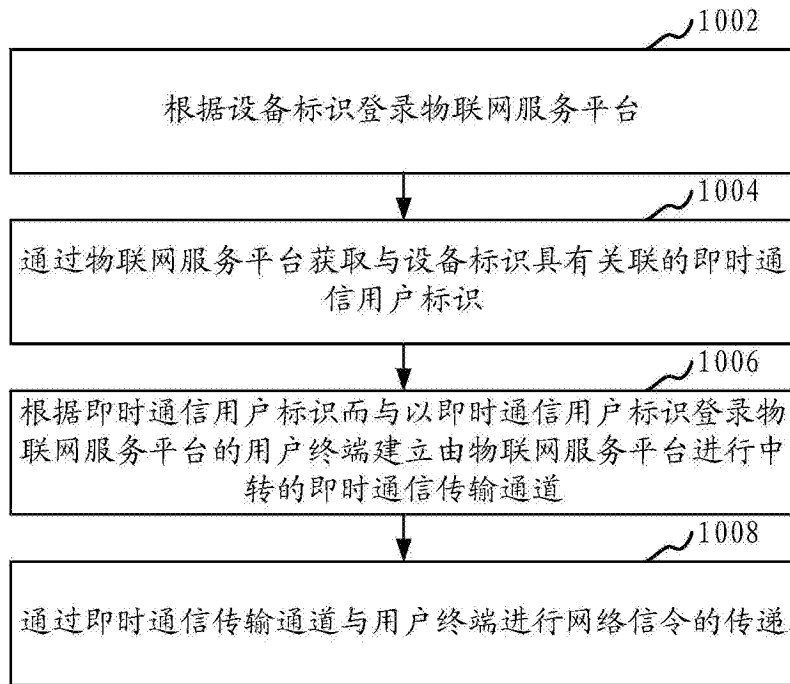 1002
根据设备标识登录物联网服务平台
1004
通过物联网服务平台获取与设备标识具有关联的即时通
信用户标识
1006
根据即时通信用户标识而与以即时通信用户标识登录物
联网服务平台的用户终端建立由物联网服务平台进行中
转的即时通信传输通道
1008
通过即时通信传输通道与用户终端进行网络信令的传递